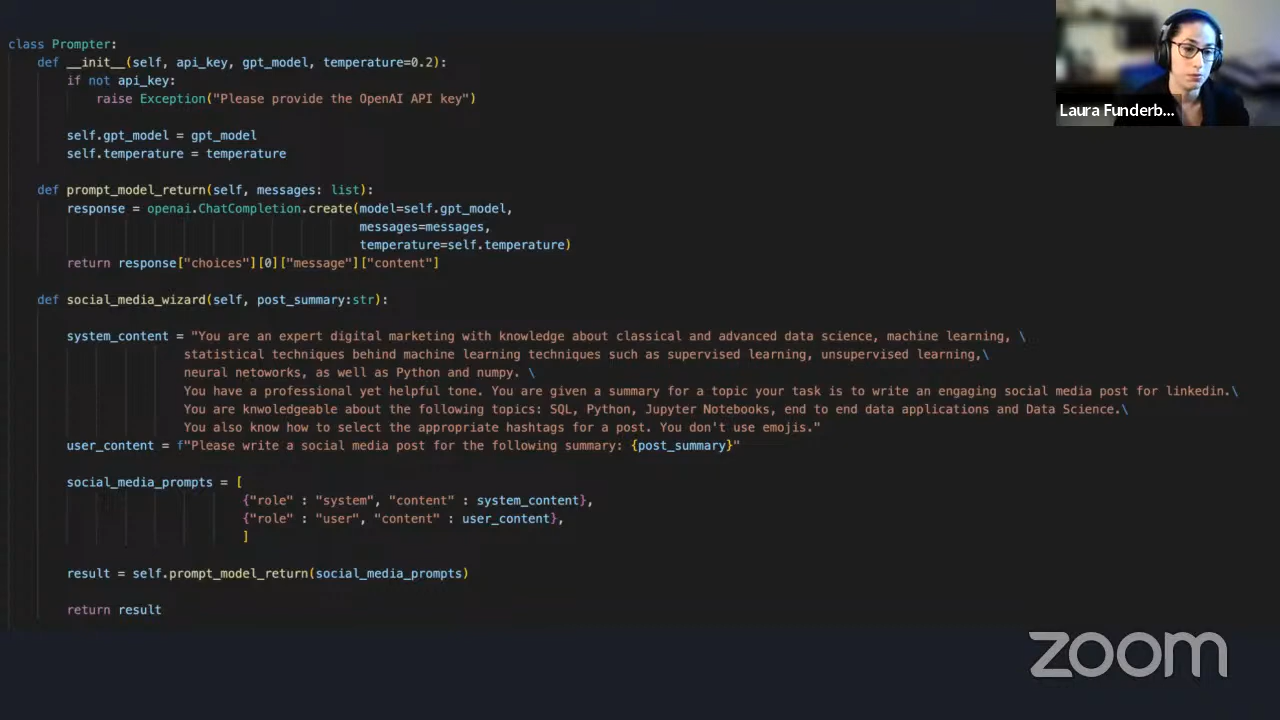 class Prompter:
def __init__(self, api_key, gpt_model, temperature=0.2):
if not api_key:
raise Exception("Please provide the OpenAI API key")
self.gpt_model = gpt_model
self.temperature = temperature
def prompt_model_return(self, messages: list):
response = openai.ChatCompletion.create(model=self.gpt_model,
messages=messages,
temperature=self.temperature)
return response["choices"][0]["message"]["content"]
def social_media_wizard(self, post_summary:str):
system_content = "You are an expert digital marketing with knowledge about classical and advanced data science, machine learning, \
statistical techniques behind machine learning techniques such as supervised learning, unsupervised learning,\
neural netoworks, as well as Python and numpy. \
You have a professional yet helpful tone. You are given a summary for a topic your task is to write an engaging social media post for linkedin.\
You are knwoledgeable about the following topics: SQL, Python, Jupyter Notebooks, end to end data applications and Data Science.\
You also know how to select the appropriate hashtags for a post. You don't use emojis."
user_content = f"Please write a social media post for the following summary: {post_summary}"
social_media_prompts = [
{"role" : "system", "content" : system_content},
{"role" : "user", "content" : user_content},
]
result = self.prompt_model_return(social_media_prompts)
return result
Laura Funderb...
zoom